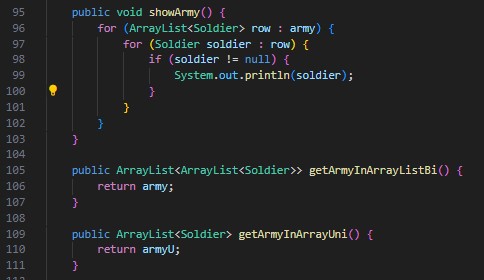 95 public void showArmy() {
96 for (ArrayList<Soldier> row : army) {
97 for (Soldier soldier : row) {
98 if (soldier != null) {
99 System.out.println(soldier);
100 }
101 }
102 }
103 }
104
105 public ArrayList<ArrayList<Soldier>> getArmyInArrayListBi() {
106 return army;
107 }
108
109 public ArrayList<Soldier> getArmyInArrayUni() {
110 return armyU;
111 }